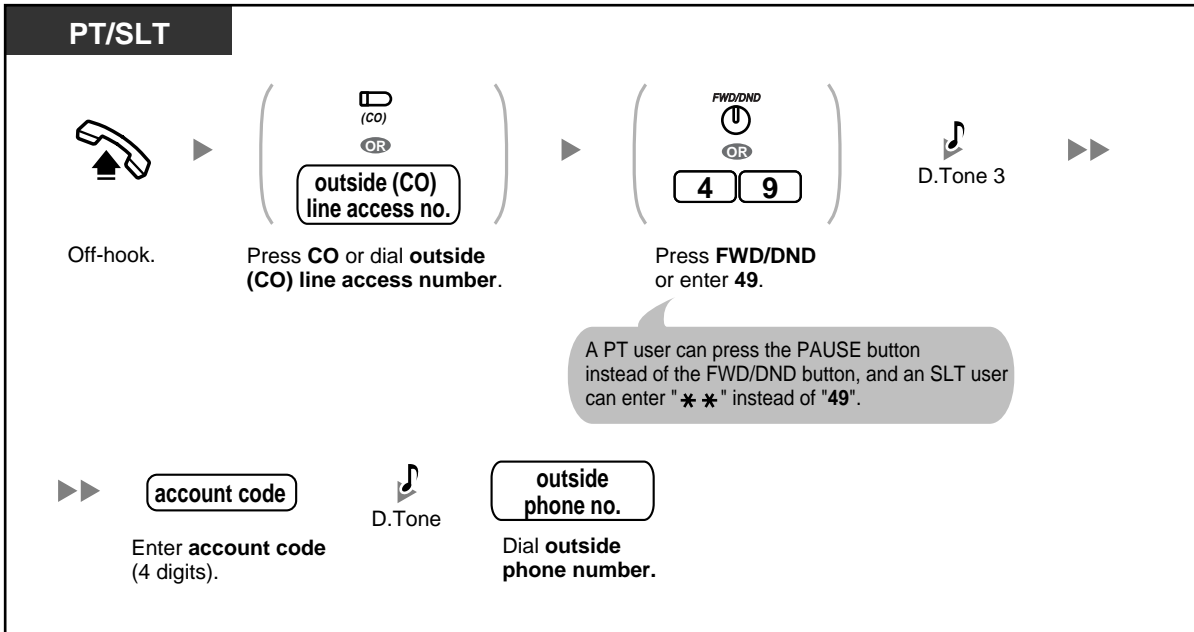 PT/SLT
(CO)
OR
outside (CO)
line access no.
FWD/DND
OR
4 9
D.Tone 3
Off-hook.
Press CO or dial outside
(CO) line access number.
Press FWD/DND
or enter 49.
A PT user can press the PAUSE button
instead of the FWD/DND button, and an SLT user
can enter "✱ ✱" instead of "49".
account code
D.Tone
outside
phone no.
Enter account code
(4 digits).
Dial outside
phone number.